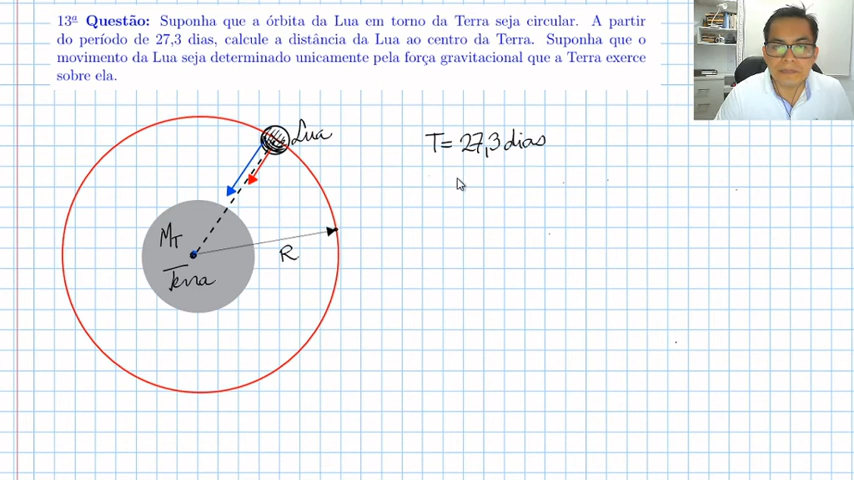 13ª Questão: Suponha que a órbita da Lua em torno da Terra seja circular. A partir
do período de 27,3 dias, calcule a distância da Lua ao centro da Terra. Suponha que o
movimento da Lua seja determinado unicamente pela força gravitacional que a Terra exerce
sobre ela.
Lua
T= 27,3 dias
M_T
R
Terra